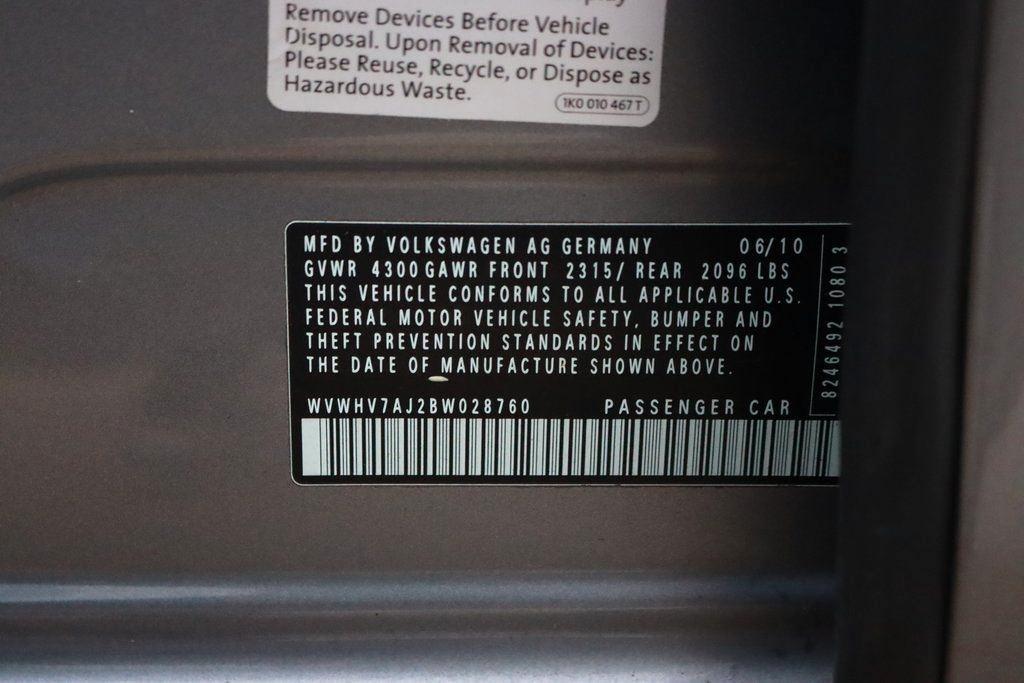 Remove Devices Before Vehicle
Disposal. Upon Removal of Devices:
Please Reuse, Recycle, or Dispose as
Hazardous Waste.
1K0 010 467 T
MFD BY VOLKSWAGEN AG GERMANY 06/10
GVWR 4300 GAWR FRONT 2315/ REAR 2096 LBS
THIS VEHICLE CONFORMS TO ALL APPLICABLE U.S.
FEDERAL MOTOR VEHICLE SAFETY, BUMPER AND
THEFT PREVENTION STANDARDS IN EFFECT ON
THE DATE OF MANUFACTURE SHOWN ABOVE.
WVWHV7AJ2BW028760 PASSENGER CAR
8246492 1080 3